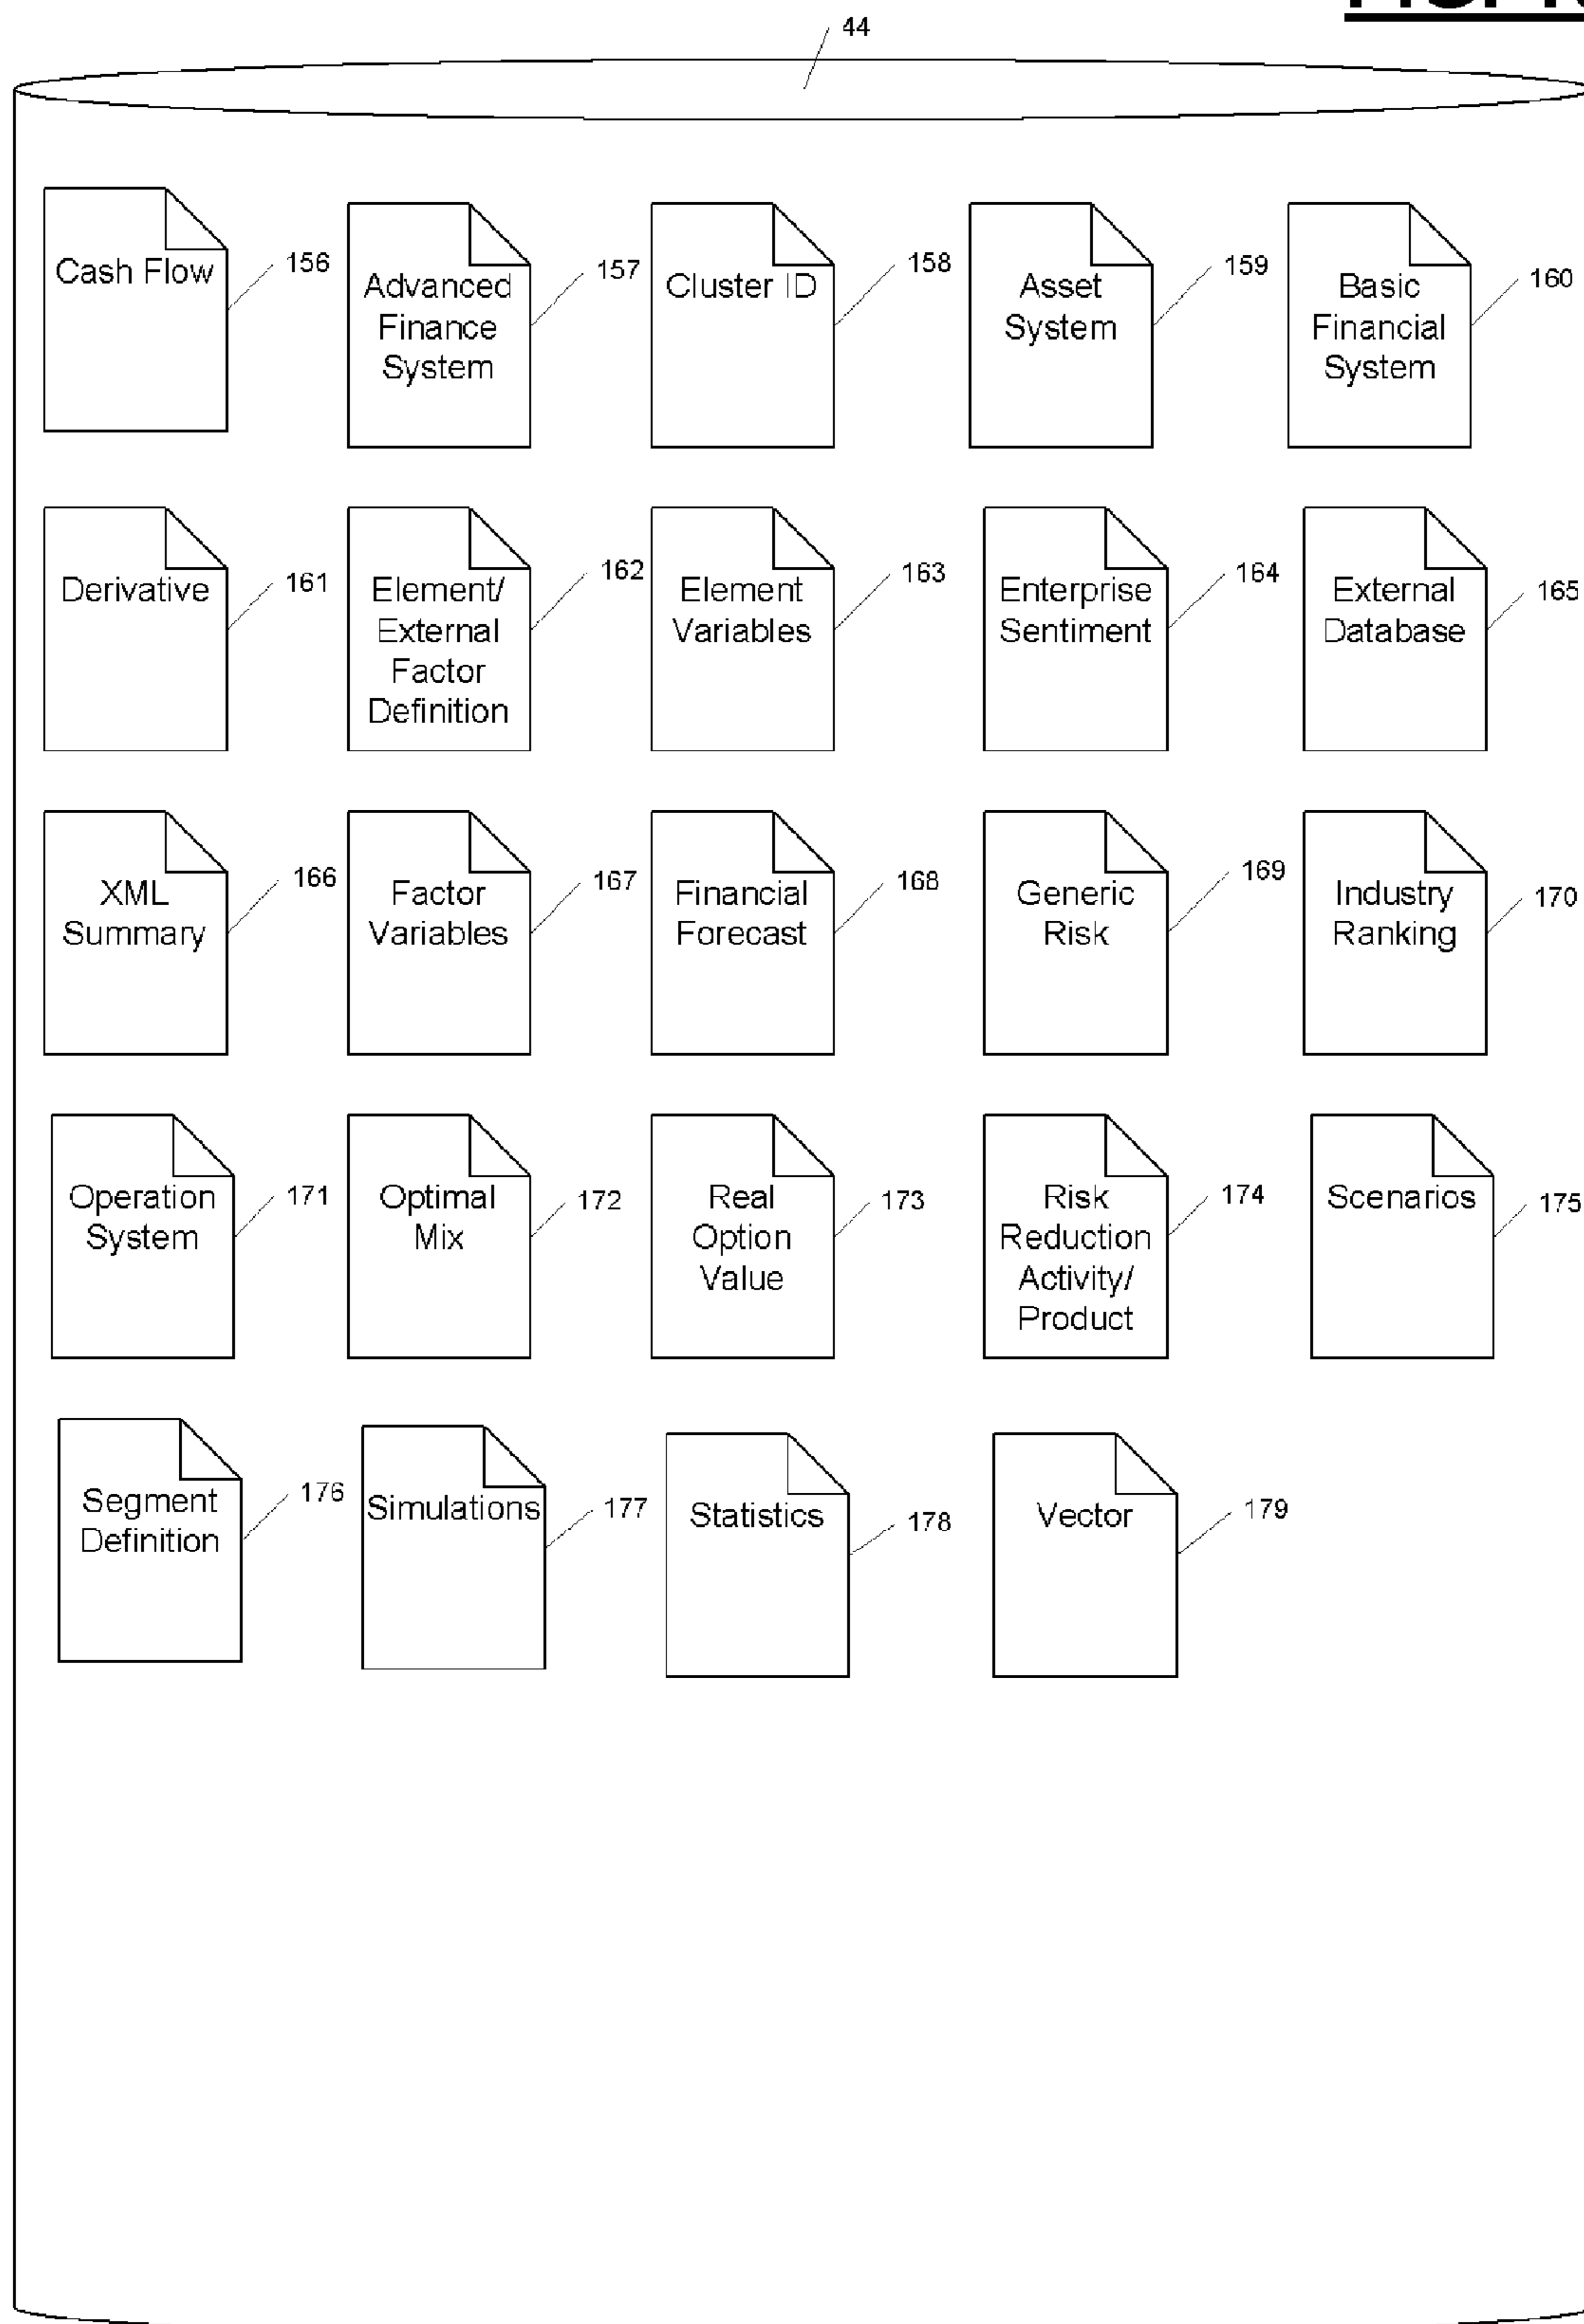 44
Cash Flow
156
Advanced
Finance
System
157
Cluster ID
158
Asset
System
159
Basic
Financial
System
160
Derivative
161
Element/
External
Factor
Definition
162
Element
Variables
163
Enterprise
Sentiment
164
External
Database
165
XML
Summary
166
Factor
Variables
167
Financial
Forecast
168
Generic
Risk
169
Industry
Ranking
170
Operation
System
171
Optimal
Mix
172
Real
Option
Value
173
Risk
Reduction
Activity/
Product
174
Scenarios
175
Segment
Definition
176
Simulations
177
Statistics
178
Vector
179